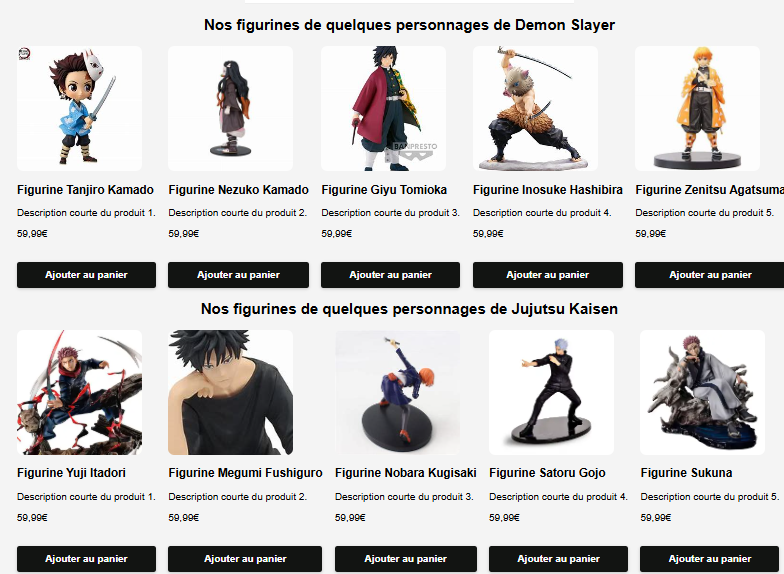 Nos figurines de quelques personnages de Demon Slayer
BANPRESTO
Figurine Tanjiro Kamado
Figurine Nezuko Kamado
Figurine Giyu Tomioka
Figurine Inosuke Hashibira
Figurine Zenitsu Agatsuma
Description courte du produit 1.
Description courte du produit 2.
Description courte du produit 3.
Description courte du produit 4.
Description courte du produit 5.
59,99€
59,99€
59,99€
59,99€
59,99€
Ajouter au panier
Ajouter au panier
Ajouter au panier
Ajouter au panier
Ajouter au panier
Nos figurines de quelques personnages de Jujutsu Kaisen
Figurine Yuji Itadori
Figurine Megumi Fushiguro
Figurine Nobara Kugisaki
Figurine Satoru Gojo
Figurine Sukuna
Description courte du produit 1.
Description courte du produit 2.
Description courte du produit 3.
Description courte du produit 4.
Description courte du produit 5.
59,99€
59,99€
59,99€
59,99€
59,99€
Ajouter au panier
Ajouter au panier
Ajouter au panier
Ajouter au panier
Ajouter au panier